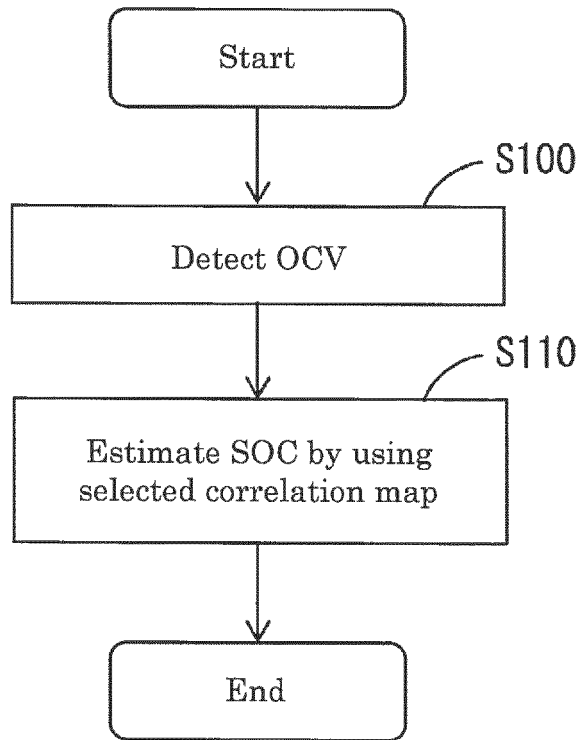 Start
S100
Detect OCV
S110
Estimate SOC by using
selected correlation map
End